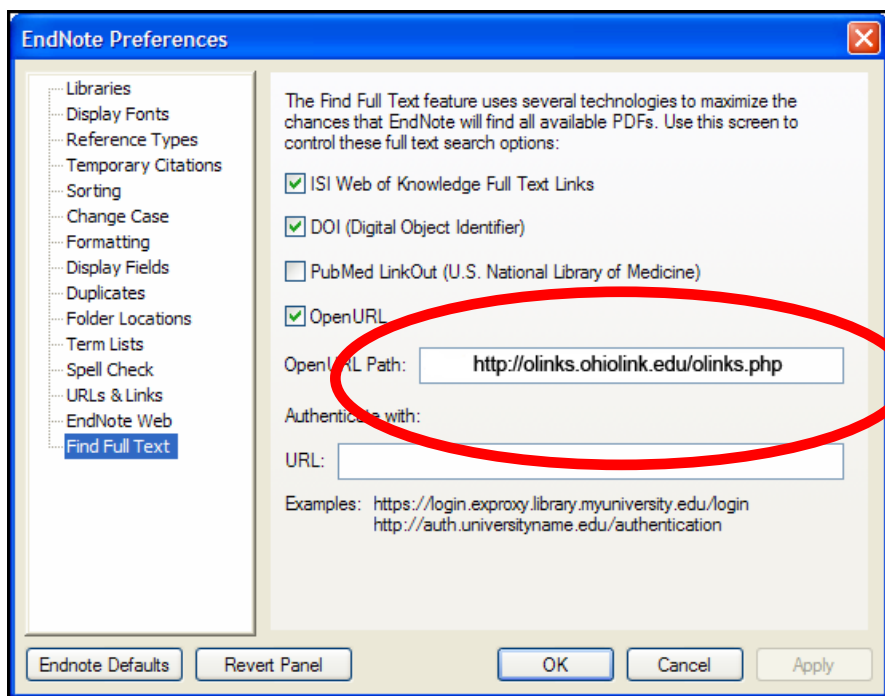 EndNote Preferences
Libraries
Display Fonts
Reference Types
Temporary Citations
Sorting
Change Case
Formatting
Display Fields
Duplicates
Folder Locations
Term Lists
Spell Check
URLs & Links
EndNote Web
Find Full Text
The Find Full Text feature uses several technologies to maximize the
chances that EndNote will find all available PDFs. Use this screen to
control these full text search options:
ISI Web of Knowledge Full Text Links
DOI (Digital Object Identifier)
PubMed LinkOut (U.S. National Library of Medicine)
OpenURL
OpenURL Path: http://olinks.ohiolink.edu/olinks.php
Authenticate with:
URL:
Examples: https://login.exproxy.library.myuniversity.edu/login
http://auth.universityname.edu/authentication
Endnote Defaults Revert Panel OK Cancel Apply